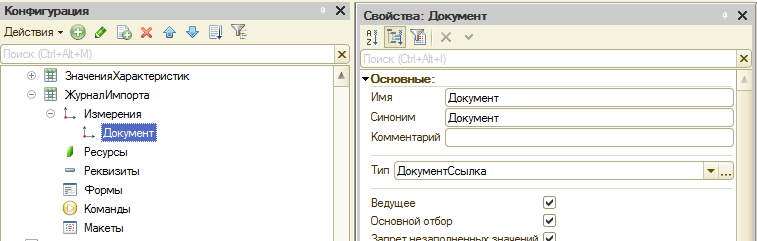 Конфигурация
Действия
Поиск (Ctrl+Alt+M)
ЗначенияХарактеристик
ЖурналИмпорта
Измерения
Документ
Ресурсы
Реквизиты
Формы
Команды
Макеты
Свойства: Документ
Поиск (Ctrl+Alt+I)
Основные:
Имя Документ
Синоним Документ
Комментарий
Тип ДокументСсылка ...
Ведущее
Основной отбор
Запрет незаполненных значений